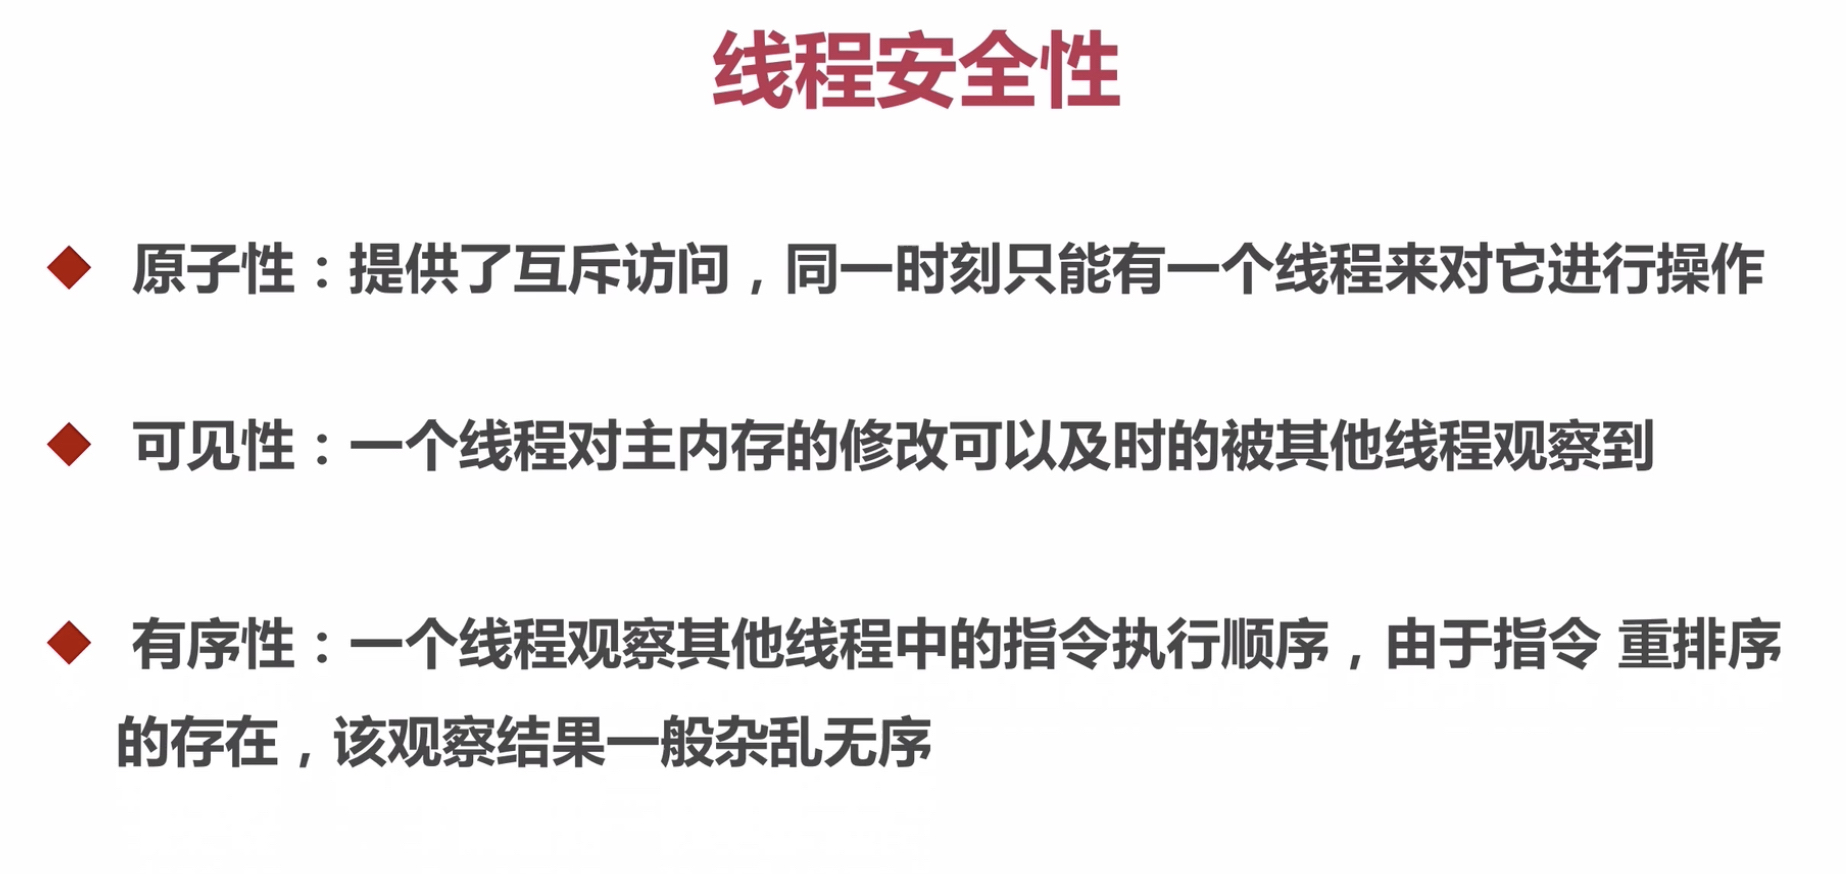 线程安全性
原子性：提供了互斥访问，同一时刻只能有一个线程来对它进行操作
可见性：一个线程对主内存的修改可以及时的被其他线程观察到
有序性：一个线程观察其他线程中的指令执行顺序，由于指令 重排序
的存在，该观察结果一般杂乱无序